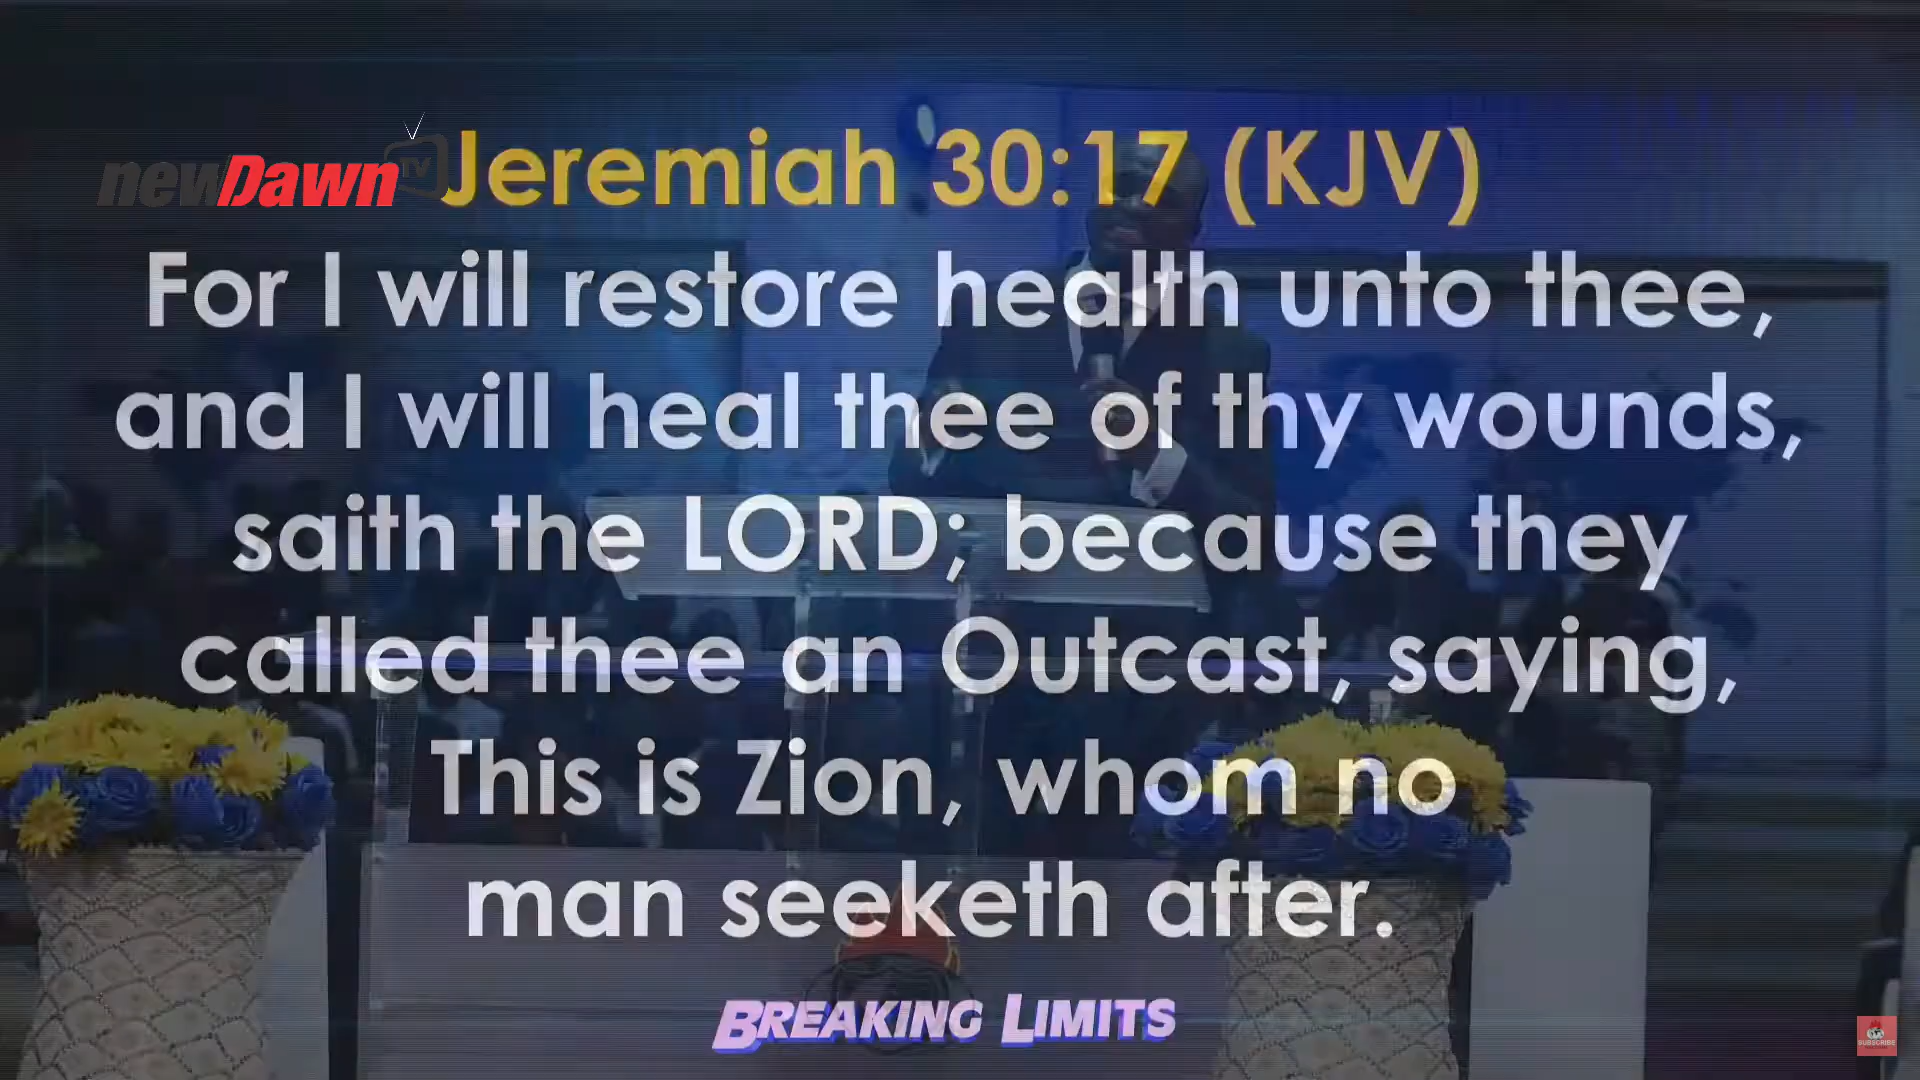 newDawn TV
Jeremiah 30:17 (KJV)
For I will restore health unto thee,
and I will heal thee of thy wounds,
saith the LORD; because they
called thee an Outcast, saying,
This is Zion, whom no
man seeketh after.
BREAKING LIMITS
SUBSCRIBE